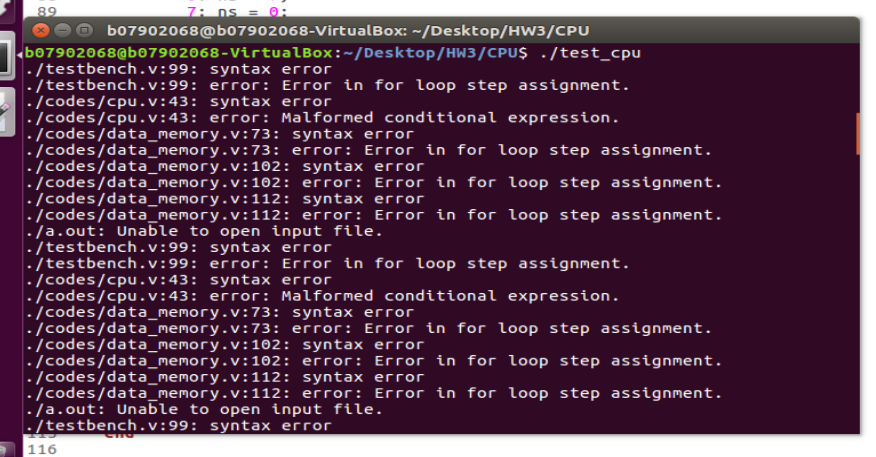 89
7: ns = 0;
b07902068@b07902068-VirtualBox: ~/Desktop/HW3/CPU
b07902068@b07902068-VirtualBox:~/Desktop/HW3/CPU$ ./test_cpu
./testbench.v:99: syntax error
./testbench.v:99: error: Error in for loop step assignment.
./codes/cpu.v:43: syntax error
./codes/cpu.v:43: error: Malformed conditional expression.
./codes/data_memory.v:73: syntax error
./codes/data_memory.v:73: error: Error in for loop step assignment.
./codes/data_memory.v:102: syntax error
./codes/data_memory.v:102: error: Error in for loop step assignment.
./codes/data_memory.v:112: syntax error
./codes/data_memory.v:112: error: Error in for loop step assignment.
./a.out: Unable to open input file.
./testbench.v:99: syntax error
./testbench.v:99: error: Error in for loop step assignment.
./codes/cpu.v:43: syntax error
./codes/cpu.v:43: error: Malformed conditional expression.
./codes/data_memory.v:73: syntax error
./codes/data_memory.v:73: error: Error in for loop step assignment.
./codes/data_memory.v:102: syntax error
./codes/data_memory.v:102: error: Error in for loop step assignment.
./codes/data_memory.v:112: syntax error
./codes/data_memory.v:112: error: Error in for loop step assignment.
./a.out: Unable to open input file.
./testbench.v:99: syntax error
115 end
116